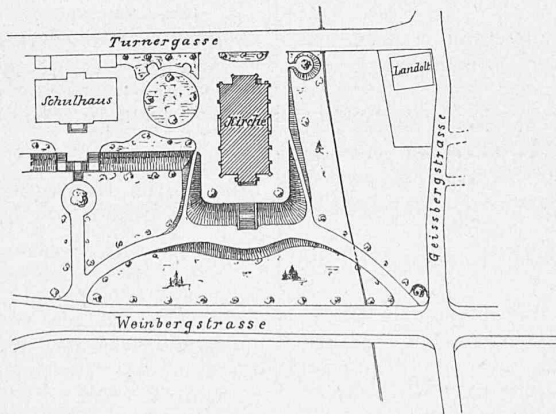 Turnergasse
Landolt
Schulhaus
Kirche
Geissbergstrasse
Weinbergstrasse